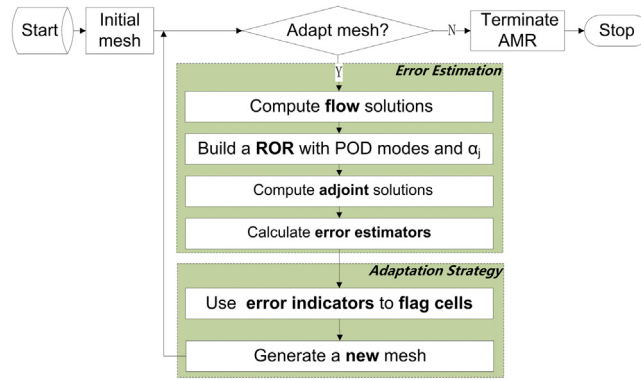 Start
Initial
mesh
Adapt mesh?
N
Terminate
AMR
Stop
Y
Error Estimation
Compute flow solutions
Build a ROR with POD modes and αj
Compute adjoint solutions
Calculate error estimators
Adaptation Strategy
Use error indicators to flag cells
Generate a new mesh